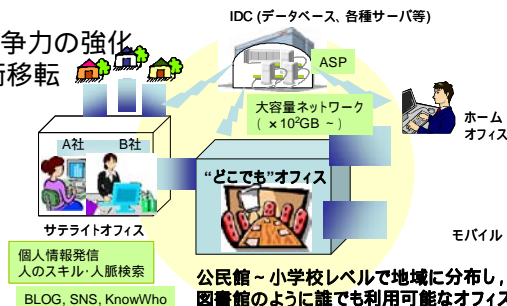 IDC (データベース、各種サーバ等)
争力の強化
術移転
ASP
大容量ネットワーク
( ×10²GB ~ )
ホーム
オフィス
A社 B社
“どこでも”オフィス
サテライトオフィス
モバイル
個人情報発信
人のスキル・人脈検索
BLOG, SNS, KnowWho
公民館~小学校レベルで地域に分布し,
図書館のように誰でも利用可能なオフィス